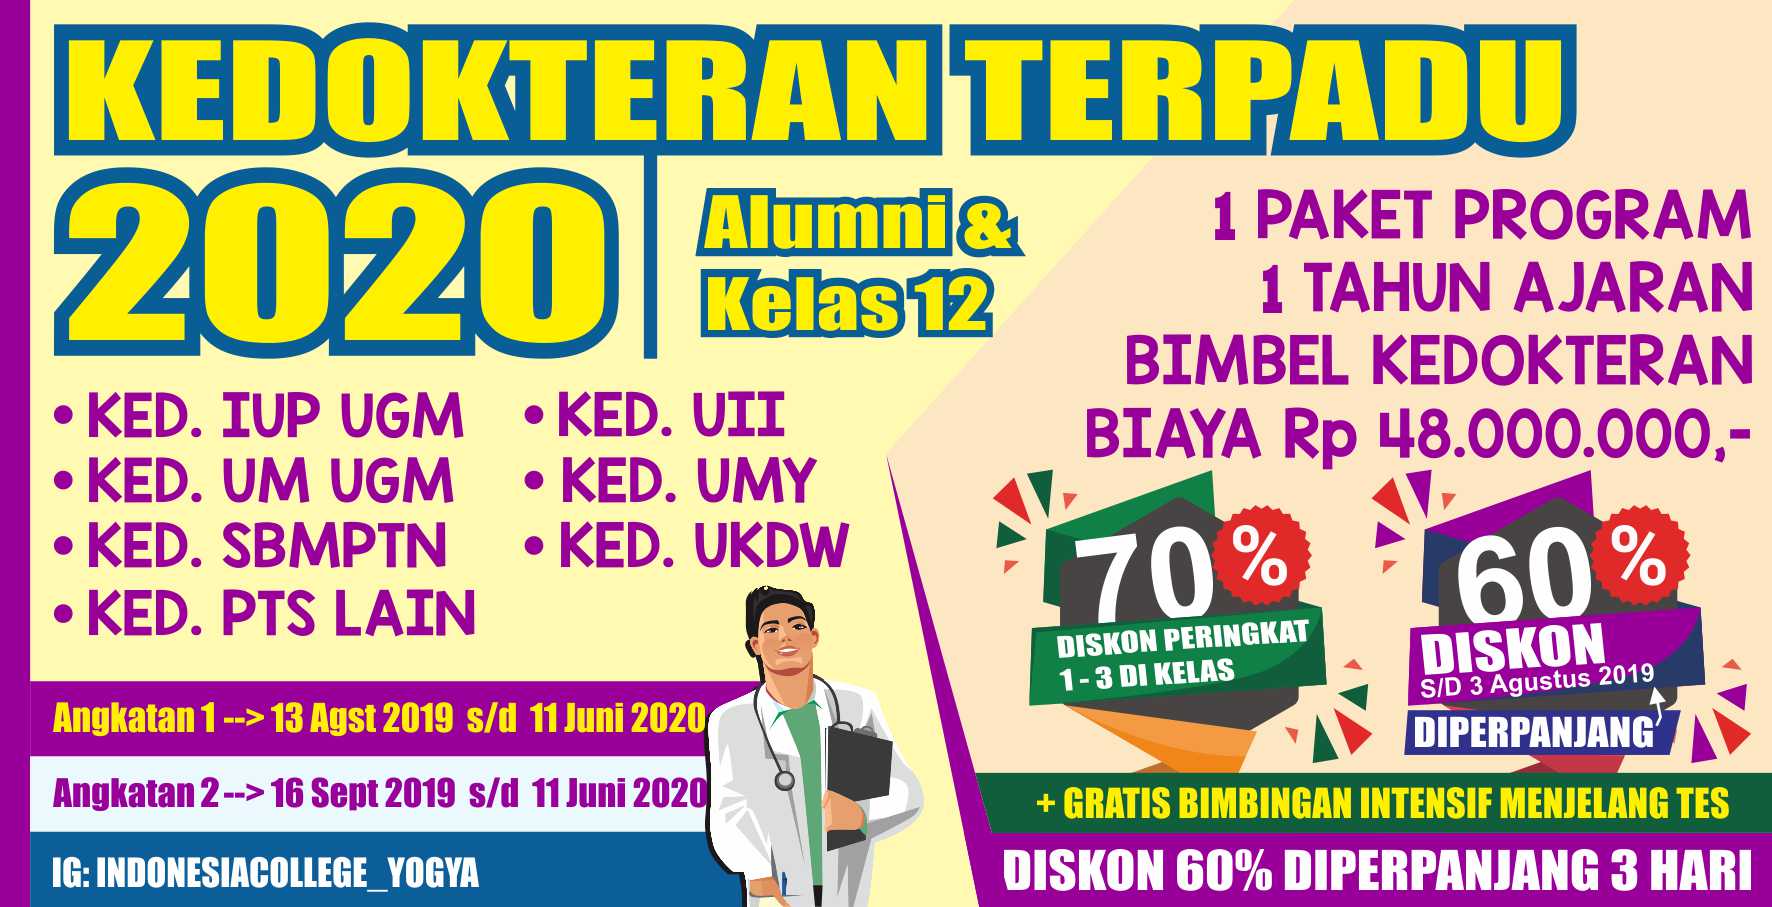 KEDOKTERAN TERPADU
2020
Alumni &
Kelas 12
• KED. IUP UGM
• KED. UM UGM
• KED. SBMPTN
• KED. PTS LAIN
• KED. UII
• KED. UMY
• KED. UKDW
1 PAKET PROGRAM
1 TAHUN AJARAN
BIMBEL KEDOKTERAN
BIAYA Rp 48.000.000,-
70%
DISKON PERINGKAT
1 - 3 DI KELAS
60%
DISKON
S/D 3 Agustus 2019
DIPERPANJANG
Angkatan 1 --> 13 Agst 2019 s/d 11 Juni 2020
Angkatan 2 --> 16 Sept 2019 s/d 11 Juni 2020
IG: INDONESIACOLLEGE_YOGYA
+ GRATIS BIMBINGAN INTENSIF MENJELANG TES
DISKON 60% DIPERPANJANG 3 HARI